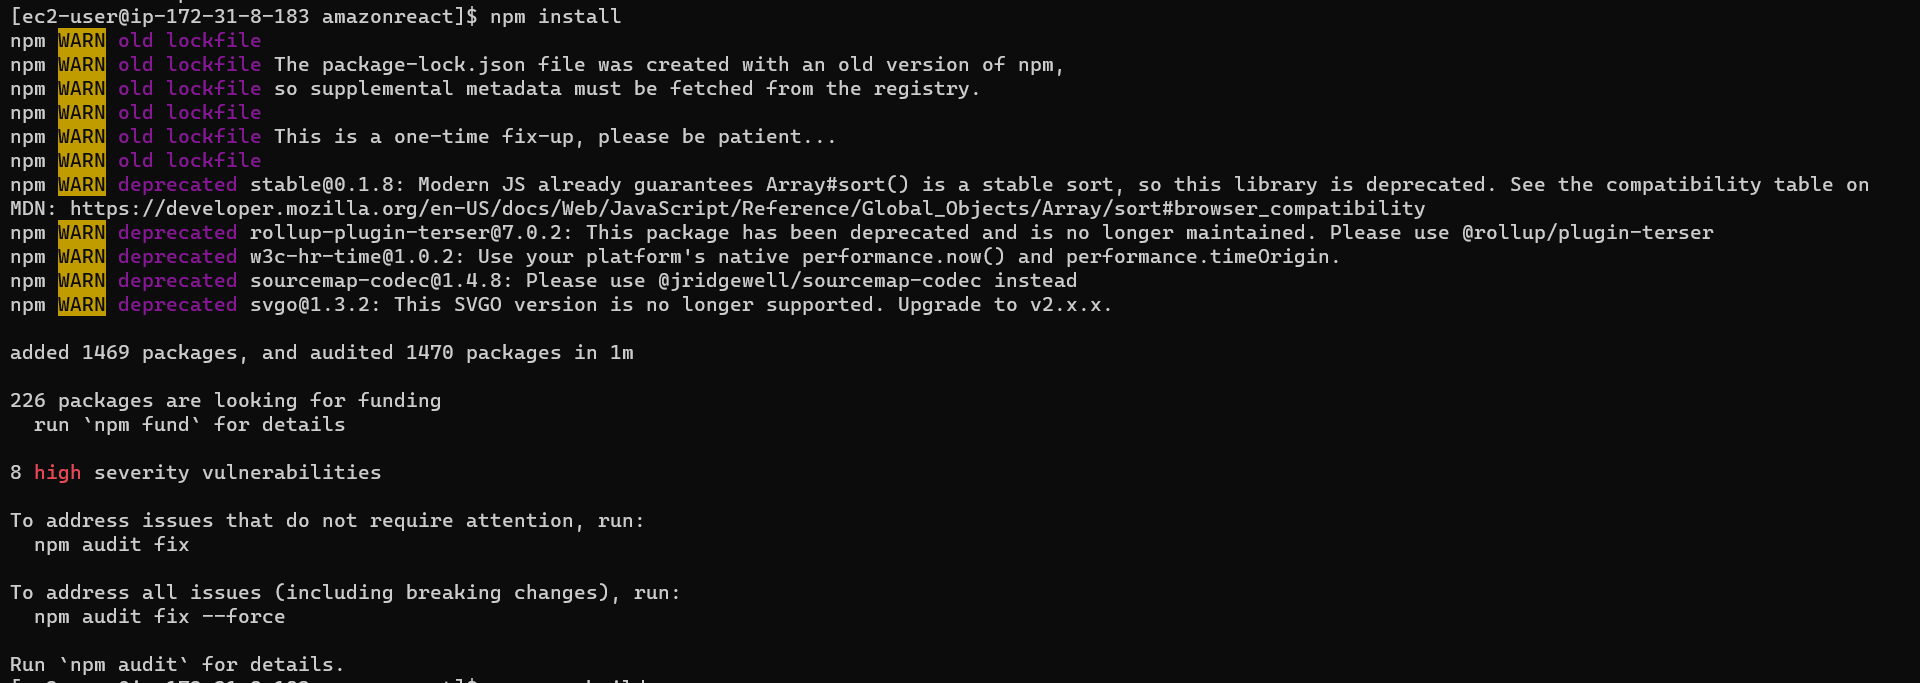 [ec2-user@ip-172-31-8-183 amazonreact]$ npm install
npm WARN old lockfile
npm WARN old lockfile The package-lock.json file was created with an old version of npm,
npm WARN old lockfile so supplemental metadata must be fetched from the registry.
npm WARN old lockfile
npm WARN old lockfile This is a one-time fix-up, please be patient...
npm WARN old lockfile
npm WARN deprecated stable@0.1.8: Modern JS already guarantees Array#sort() is a stable sort, so this library is deprecated. See the compatibility table on
MDN: https://developer.mozilla.org/en-US/docs/Web/JavaScript/Reference/Global_Objects/Array/sort#browser_compatibility
npm WARN deprecated rollup-plugin-terser@7.0.2: This package has been deprecated and is no longer maintained. Please use @rollup/plugin-terser
npm WARN deprecated w3c-hr-time@1.0.2: Use your platform's native performance.now() and performance.timeOrigin.
npm WARN deprecated sourcemap-codec@1.4.8: Please use @jridgewell/sourcemap-codec instead
npm WARN deprecated svgo@1.3.2: This SVGO version is no longer supported. Upgrade to v2.x.x.
added 1469 packages, and audited 1470 packages in 1m
226 packages are looking for funding
  run `npm fund` for details
8 high severity vulnerabilities
To address issues that do not require attention, run:
  npm audit fix
To address all issues (including breaking changes), run:
  npm audit fix --force
Run `npm audit` for details.